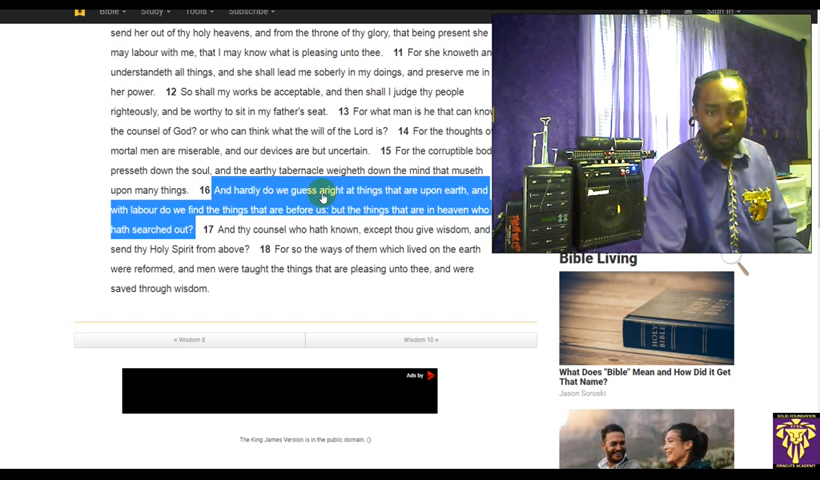 Bible
Study
Tools
Subscribe
Sign In
send her out of thy holy heavens, and from the throne of thy glory, that being present she
may labour with me, that I may know what is pleasing unto thee. 11 For she knoweth an
understandeth all things, and she shall lead me soberly in my doings, and preserve me in
her power. 12 So shall my works be acceptable, and then shall I judge thy people
righteously, and be worthy to sit in my father's seat. 13 For what man is he that can know
the counsel of God? or who can think what the will of the Lord is? 14 For the thoughts of
mortal men are miserable, and our devices are but uncertain. 15 For the corruptible bod
presseth down the soul, and the earthy tabernacle weigheth down the mind that museth
upon many things. 16 And hardly do we guess aright at things that are upon earth, and
with labour do we find the things that are before us: but the things that are in heaven who
hath searched out? 17 And thy counsel who hath known, except thou give wisdom, and
send thy Holy Spirit from above? 18 For so the ways of them which lived on the earth
were reformed, and men were taught the things that are pleasing unto thee, and were
saved through wisdom.
« Wisdom 8
Wisdom 10 »
Ads by
The King James Version is in the public domain. ()
Bible Living
HOLY BIBLE
What Does "Bible" Mean and How Did it Get
That Name?
Jason Soroski
SOLID FOUNDATION
ISRAELITE ACADEMY